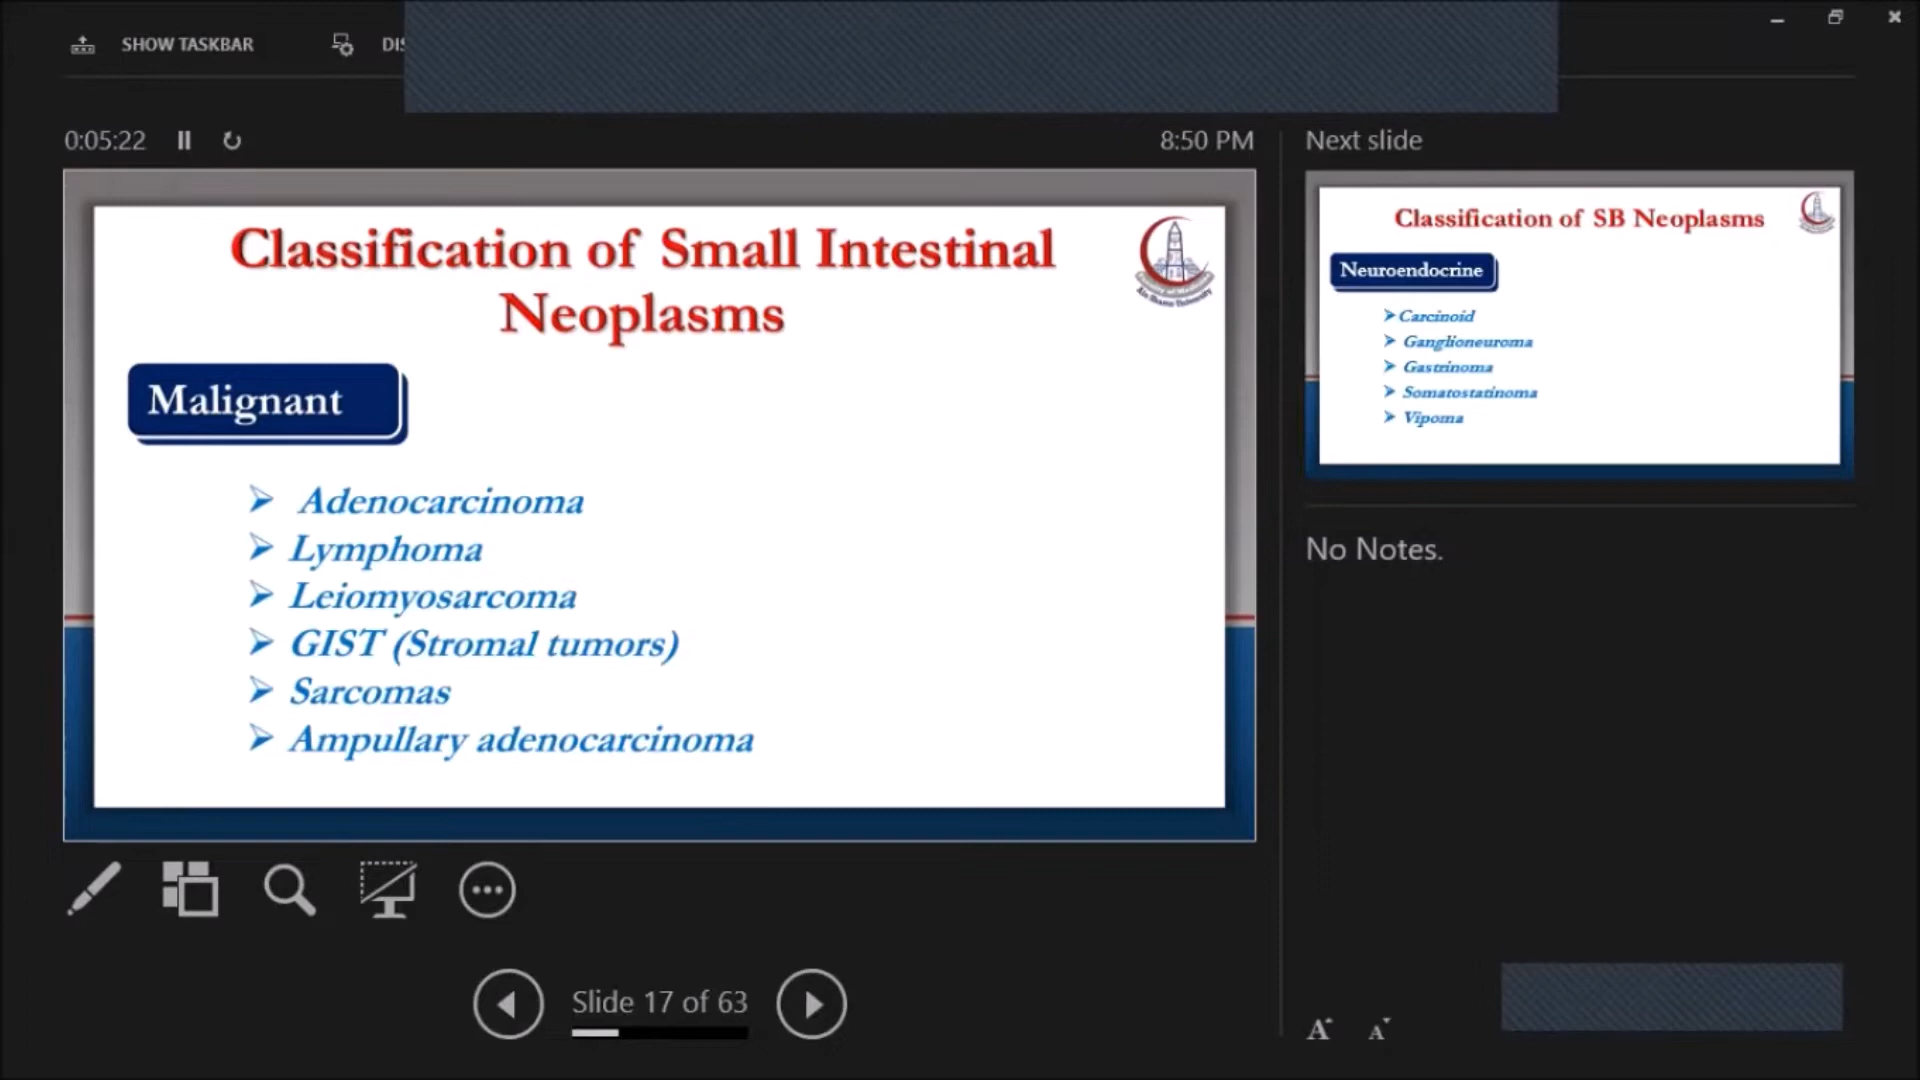 SHOW TASKBAR
0:05:22
8:50 PM
Next slide
Classification of Small Intestinal
Neoplasms
Malignant
Adenocarcinoma
Lymphoma
Leiomyosarcoma
GIST (Stromal tumors)
Sarcomas
Ampullary adenocarcinoma
Classification of SB Neoplasms
Neuroendocrine
Carcinoid
Ganglioneuroma
Gastrinoma
Somatostatinoma
Vipoma
No Notes.
Slide 17 of 63
A A